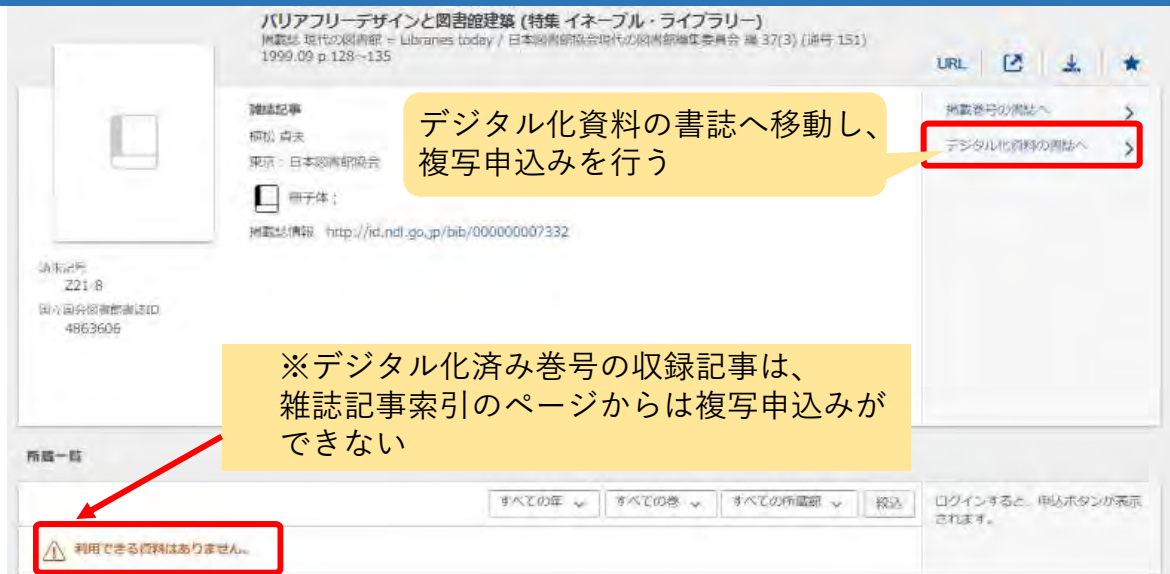 バリアフリーデザインと図書館建築 (特集 イネーブル・ライブラリー)
掲載誌 現代の図書館 = Libraries today / 日本図書館協会現代の図書館編集委員会 編 37(3) (通号 151)
1999.09 p.128~135
URL
雑誌記事
植松 貞夫
東京 : 日本図書館協会
冊子体 ;
掲載誌情報 http://id.ndl.go.jp/bib/000000007332
デジタル化資料の書誌へ移動し、
複写申込みを行う
掲載巻号の書誌へ
デジタル化資料の書誌へ
請求記号
Z21-8
国立国会図書館書誌ID
4863606
※デジタル化済み巻号の収録記事は、
雑誌記事索引のページからは複写申込みが
できない
所蔵一覧
すべての年 すべての巻 すべての所蔵館 絞込
ログインすると、申込ボタンが表示
されます。
利用できる資料はありません。